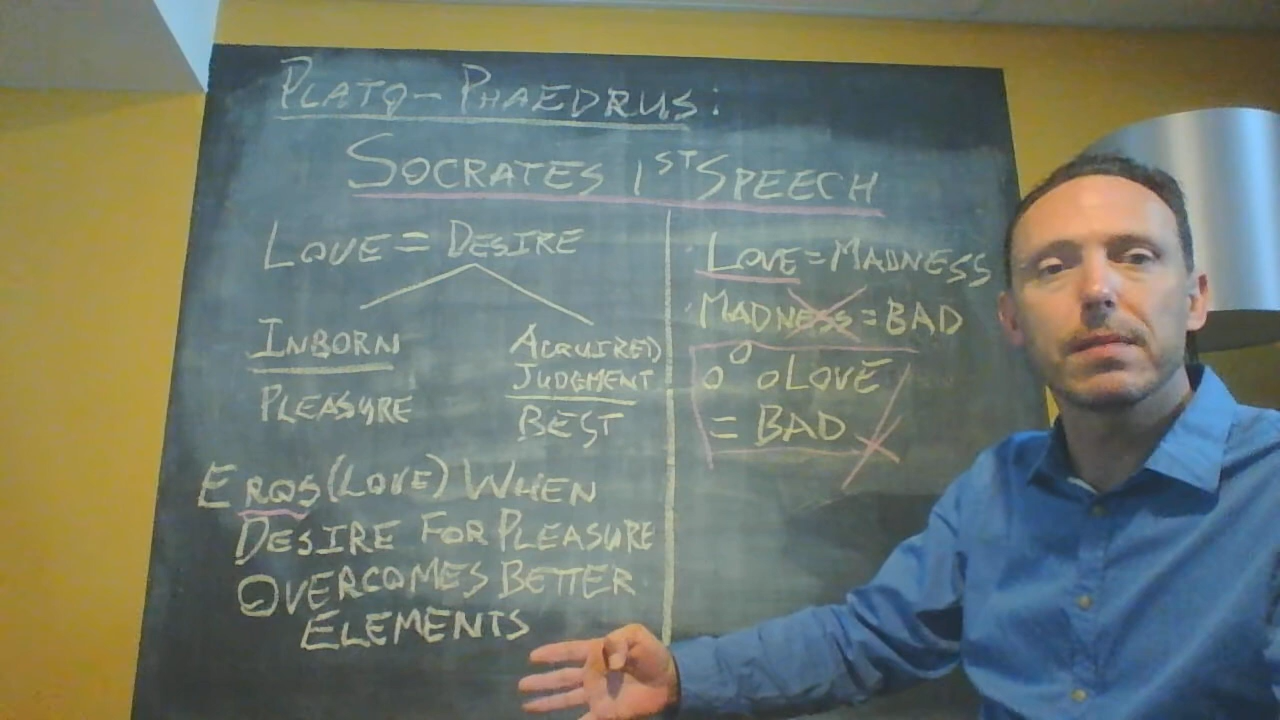 PLATO - PHAEDRUS:
SOCRATES 1ST SPEECH
LOVE = DESIRE
INBORN
PLEASURE
ACQUIRED
JUDGMENT
BEST
EROS (LOVE) WHEN
DESIRE FOR PLEASURE
OVERCOMES BETTER
ELEMENTS
LOVE = MADNESS
MADNESS = BAD
∴ LOVE
= BAD